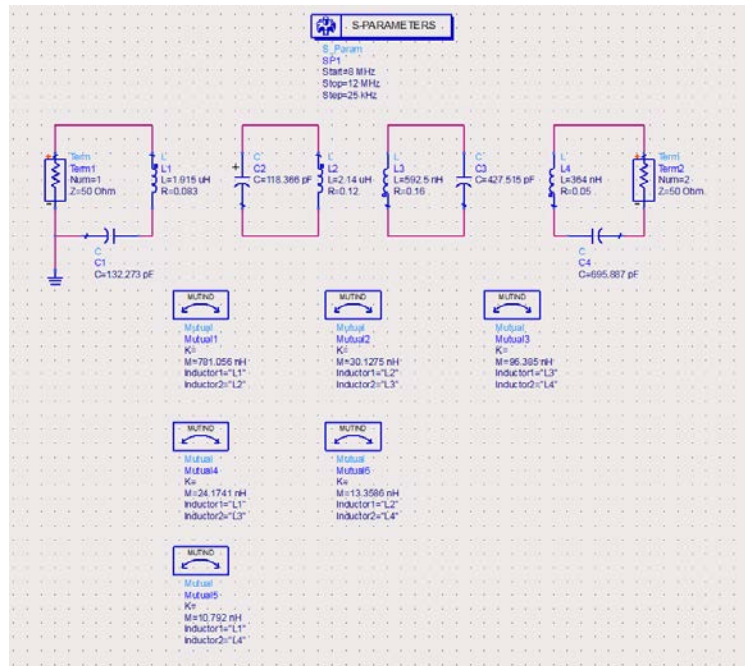 S-PARAMETERS
S_Param
SP1
Start=8 MHz
Stop=12 MHz
Step=25 kHz
Term
Term1
Num=1
Z=50 Ohm
L
L1
L=1.915 uH
R=0.083
C
C1
C=132.273 pF
C
C2
C=118.366 pF
L
L2
L=2.14 uH
R=0.12
L
L3
L=592.5 nH
R=0.16
C
C3
C=427.515 pF
L
L4
L=364 nH
R=0.05
C
C4
C=695.887 pF
Term
Term2
Num=2
Z=50 Ohm
MUTIND
Mutual
Mutual1
K=
M=781.056 nH
Inductor1="L1"
Inductor2="L2"
MUTIND
Mutual
Mutual2
K=
M=30.1275 nH
Inductor1="L2"
Inductor2="L3"
MUTIND
Mutual
Mutual3
K=
M=96.385 nH
Inductor1="L3"
Inductor2="L4"
MUTIND
Mutual
Mutual4
K=
M=24.1741 nH
Inductor1="L1"
Inductor2="L3"
MUTIND
Mutual
Mutual6
K=
M=13.3586 nH
Inductor1="L2"
Inductor2="L4"
MUTIND
Mutual
Mutual5
K=
M=10.792 nH
Inductor1="L1"
Inductor2="L4"